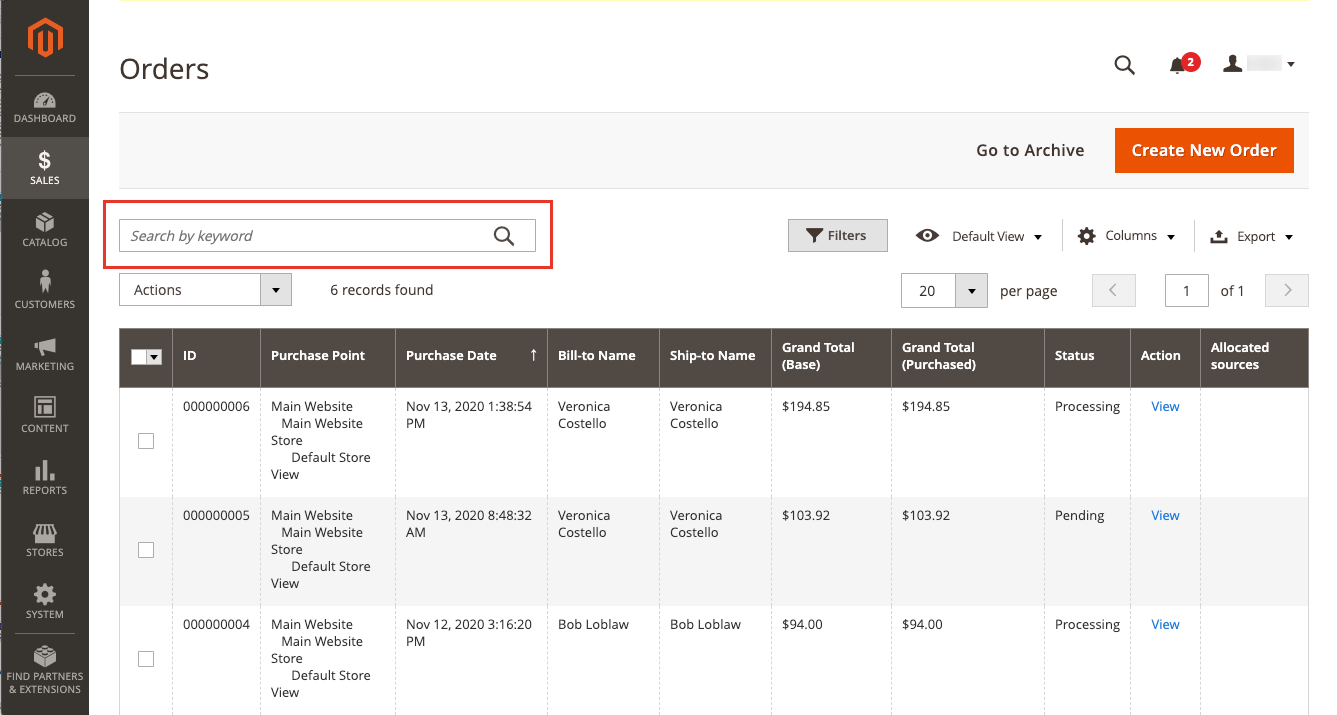 Orders
2
DASHBOARD
SALES
CATALOG
CUSTOMERS
MARKETING
CONTENT
REPORTS
STORES
SYSTEM
FIND PARTNERS
& EXTENSIONS
Go to Archive Create New Order
Search by keyword Filters Default View Columns Export
Actions 6 records found 20 per page 1 of 1
ID Purchase Point Purchase Date ↑ Bill-to Name Ship-to Name Grand Total (Base) Grand Total (Purchased) Status Action Allocated sources
000000006 Main Website Nov 13, 2020 1:38:54 Veronica Veronica $194.85 $194.85 Processing View
Main Website PM Costello Costello
Store
Default Store
View
000000005 Main Website Nov 13, 2020 8:48:32 Veronica Veronica $103.92 $103.92 Pending View
Main Website AM Costello Costello
Store
Default Store
View
000000004 Main Website Nov 12, 2020 3:16:20 Bob Loblaw Bob Loblaw $94.00 $94.00 Processing View
Main Website PM
Store
Default Store
View